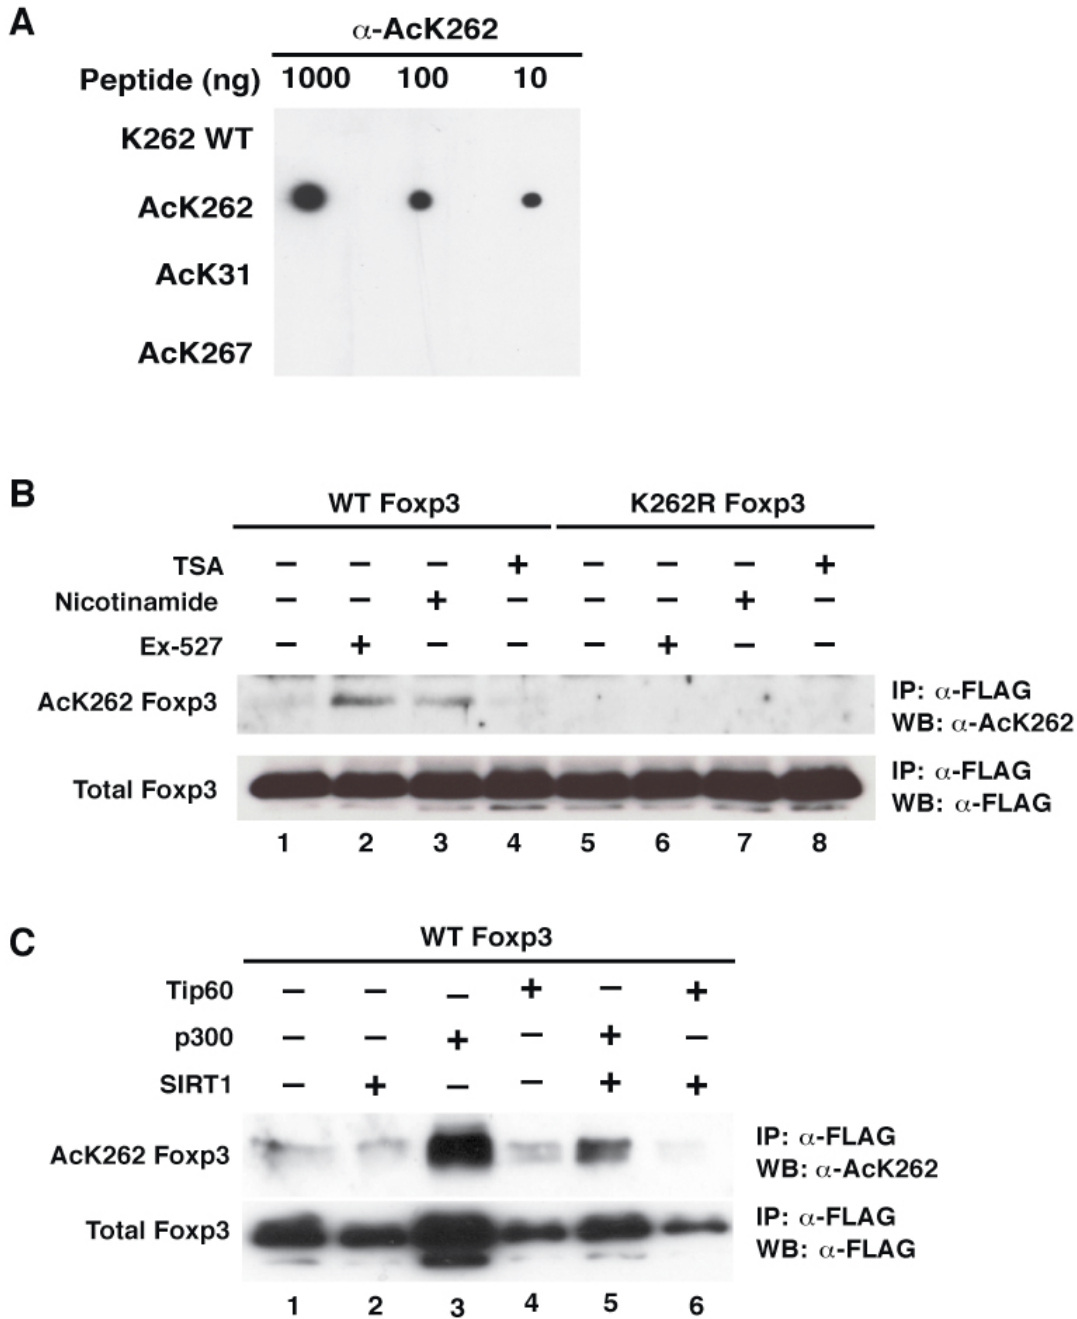 A
α-AcK262
Peptide (ng) 1000 100 10
K262 WT
AcK262
AcK31
AcK267
B
WT Foxp3 K262R Foxp3
TSA − − − + − − − +
Nicotinamide − − + − − − + −
Ex-527 − + − − − + − −
AcK262 Foxp3 IP: α-FLAG
WB: α-AcK262
Total Foxp3 IP: α-FLAG
WB: α-FLAG
1 2 3 4 5 6 7 8
C
WT Foxp3
Tip60 − − − + − +
p300 − − + − + −
SIRT1 − + − − + +
AcK262 Foxp3 IP: α-FLAG
WB: α-AcK262
Total Foxp3 IP: α-FLAG
WB: α-FLAG
1 2 3 4 5 6